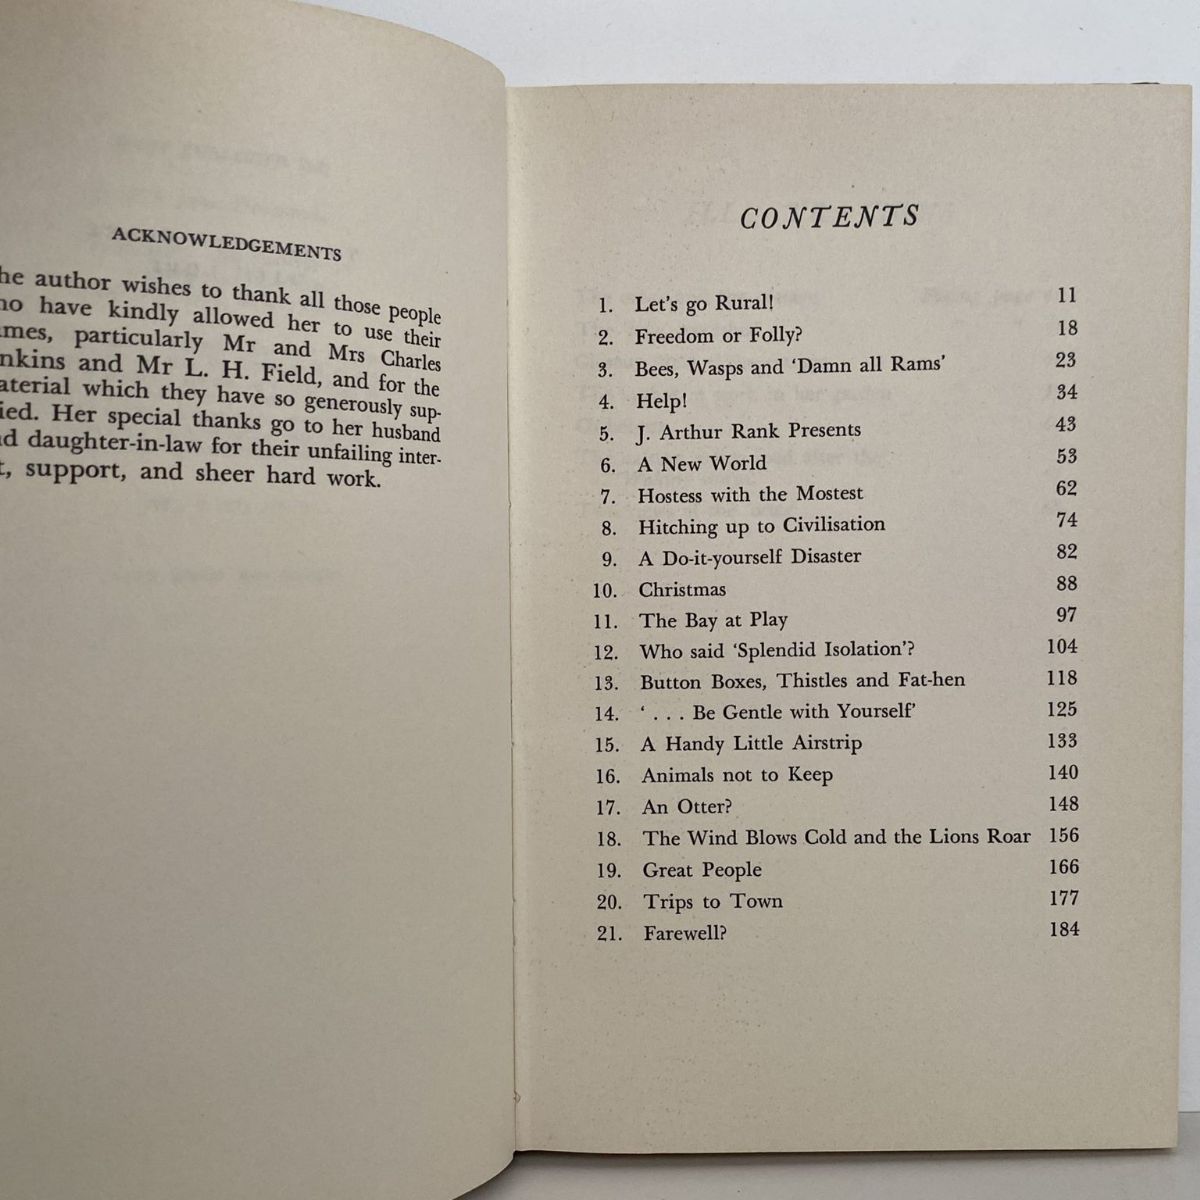 ACKNOWLEDGEMENTS
he author wishes to thank all those people
ho have kindly allowed her to use their
mes, particularly Mr and Mrs Charles
nkins and Mr L. H. Field, and for the
aterial which they have so generously sup-
ied. Her special thanks go to her husband
d daughter-in-law for their unfailing inter-
t, support, and sheer hard work.
CONTENTS
1. Let's go Rural! 11
2. Freedom or Folly? 18
3. Bees, Wasps and 'Damn all Rams' 23
4. Help! 34
5. J. Arthur Rank Presents 43
6. A New World 53
7. Hostess with the Mostest 62
8. Hitching up to Civilisation 74
9. A Do-it-yourself Disaster 82
10. Christmas 88
11. The Bay at Play 97
12. Who said 'Splendid Isolation'? 104
13. Button Boxes, Thistles and Fat-hen 118
14. ' . . . Be Gentle with Yourself' 125
15. A Handy Little Airstrip 133
16. Animals not to Keep 140
17. An Otter? 148
18. The Wind Blows Cold and the Lions Roar 156
19. Great People 166
20. Trips to Town 177
21. Farewell? 184